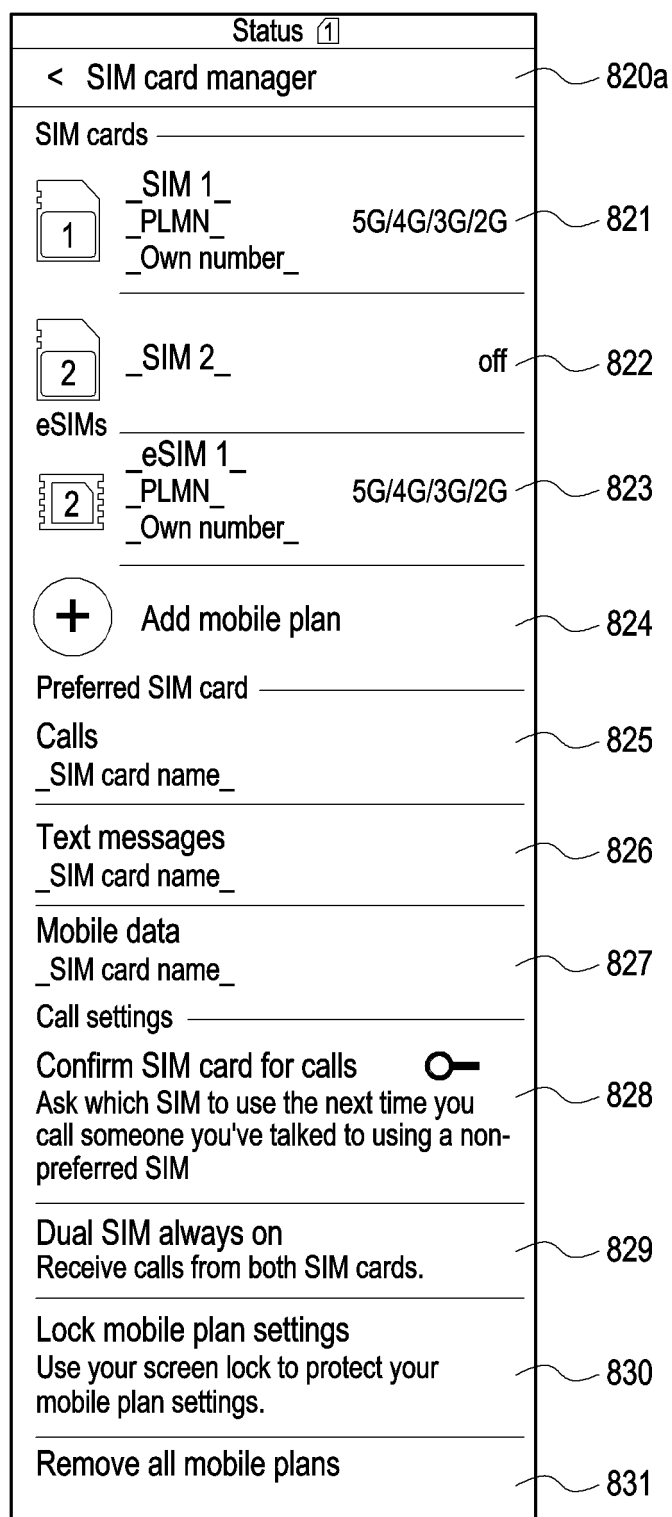 Status 1
< SIM card manager 820a
SIM cards
1
_SIM 1_
_PLMN_ 5G/4G/3G/2G 821
_Own number_
2 _SIM 2_ off 822
eSIMs
_eSIM 1_
2 _PLMN_ 5G/4G/3G/2G 823
_Own number_
+ Add mobile plan 824
Preferred SIM card
Calls 825
_SIM card name_
Text messages 826
_SIM card name_
Mobile data 827
_SIM card name_
Call settings
Confirm SIM card for calls
Ask which SIM to use the next time you 828
call someone you've talked to using a non-
preferred SIM
Dual SIM always on 829
Receive calls from both SIM cards.
Lock mobile plan settings
Use your screen lock to protect your 830
mobile plan settings.
Remove all mobile plans 831